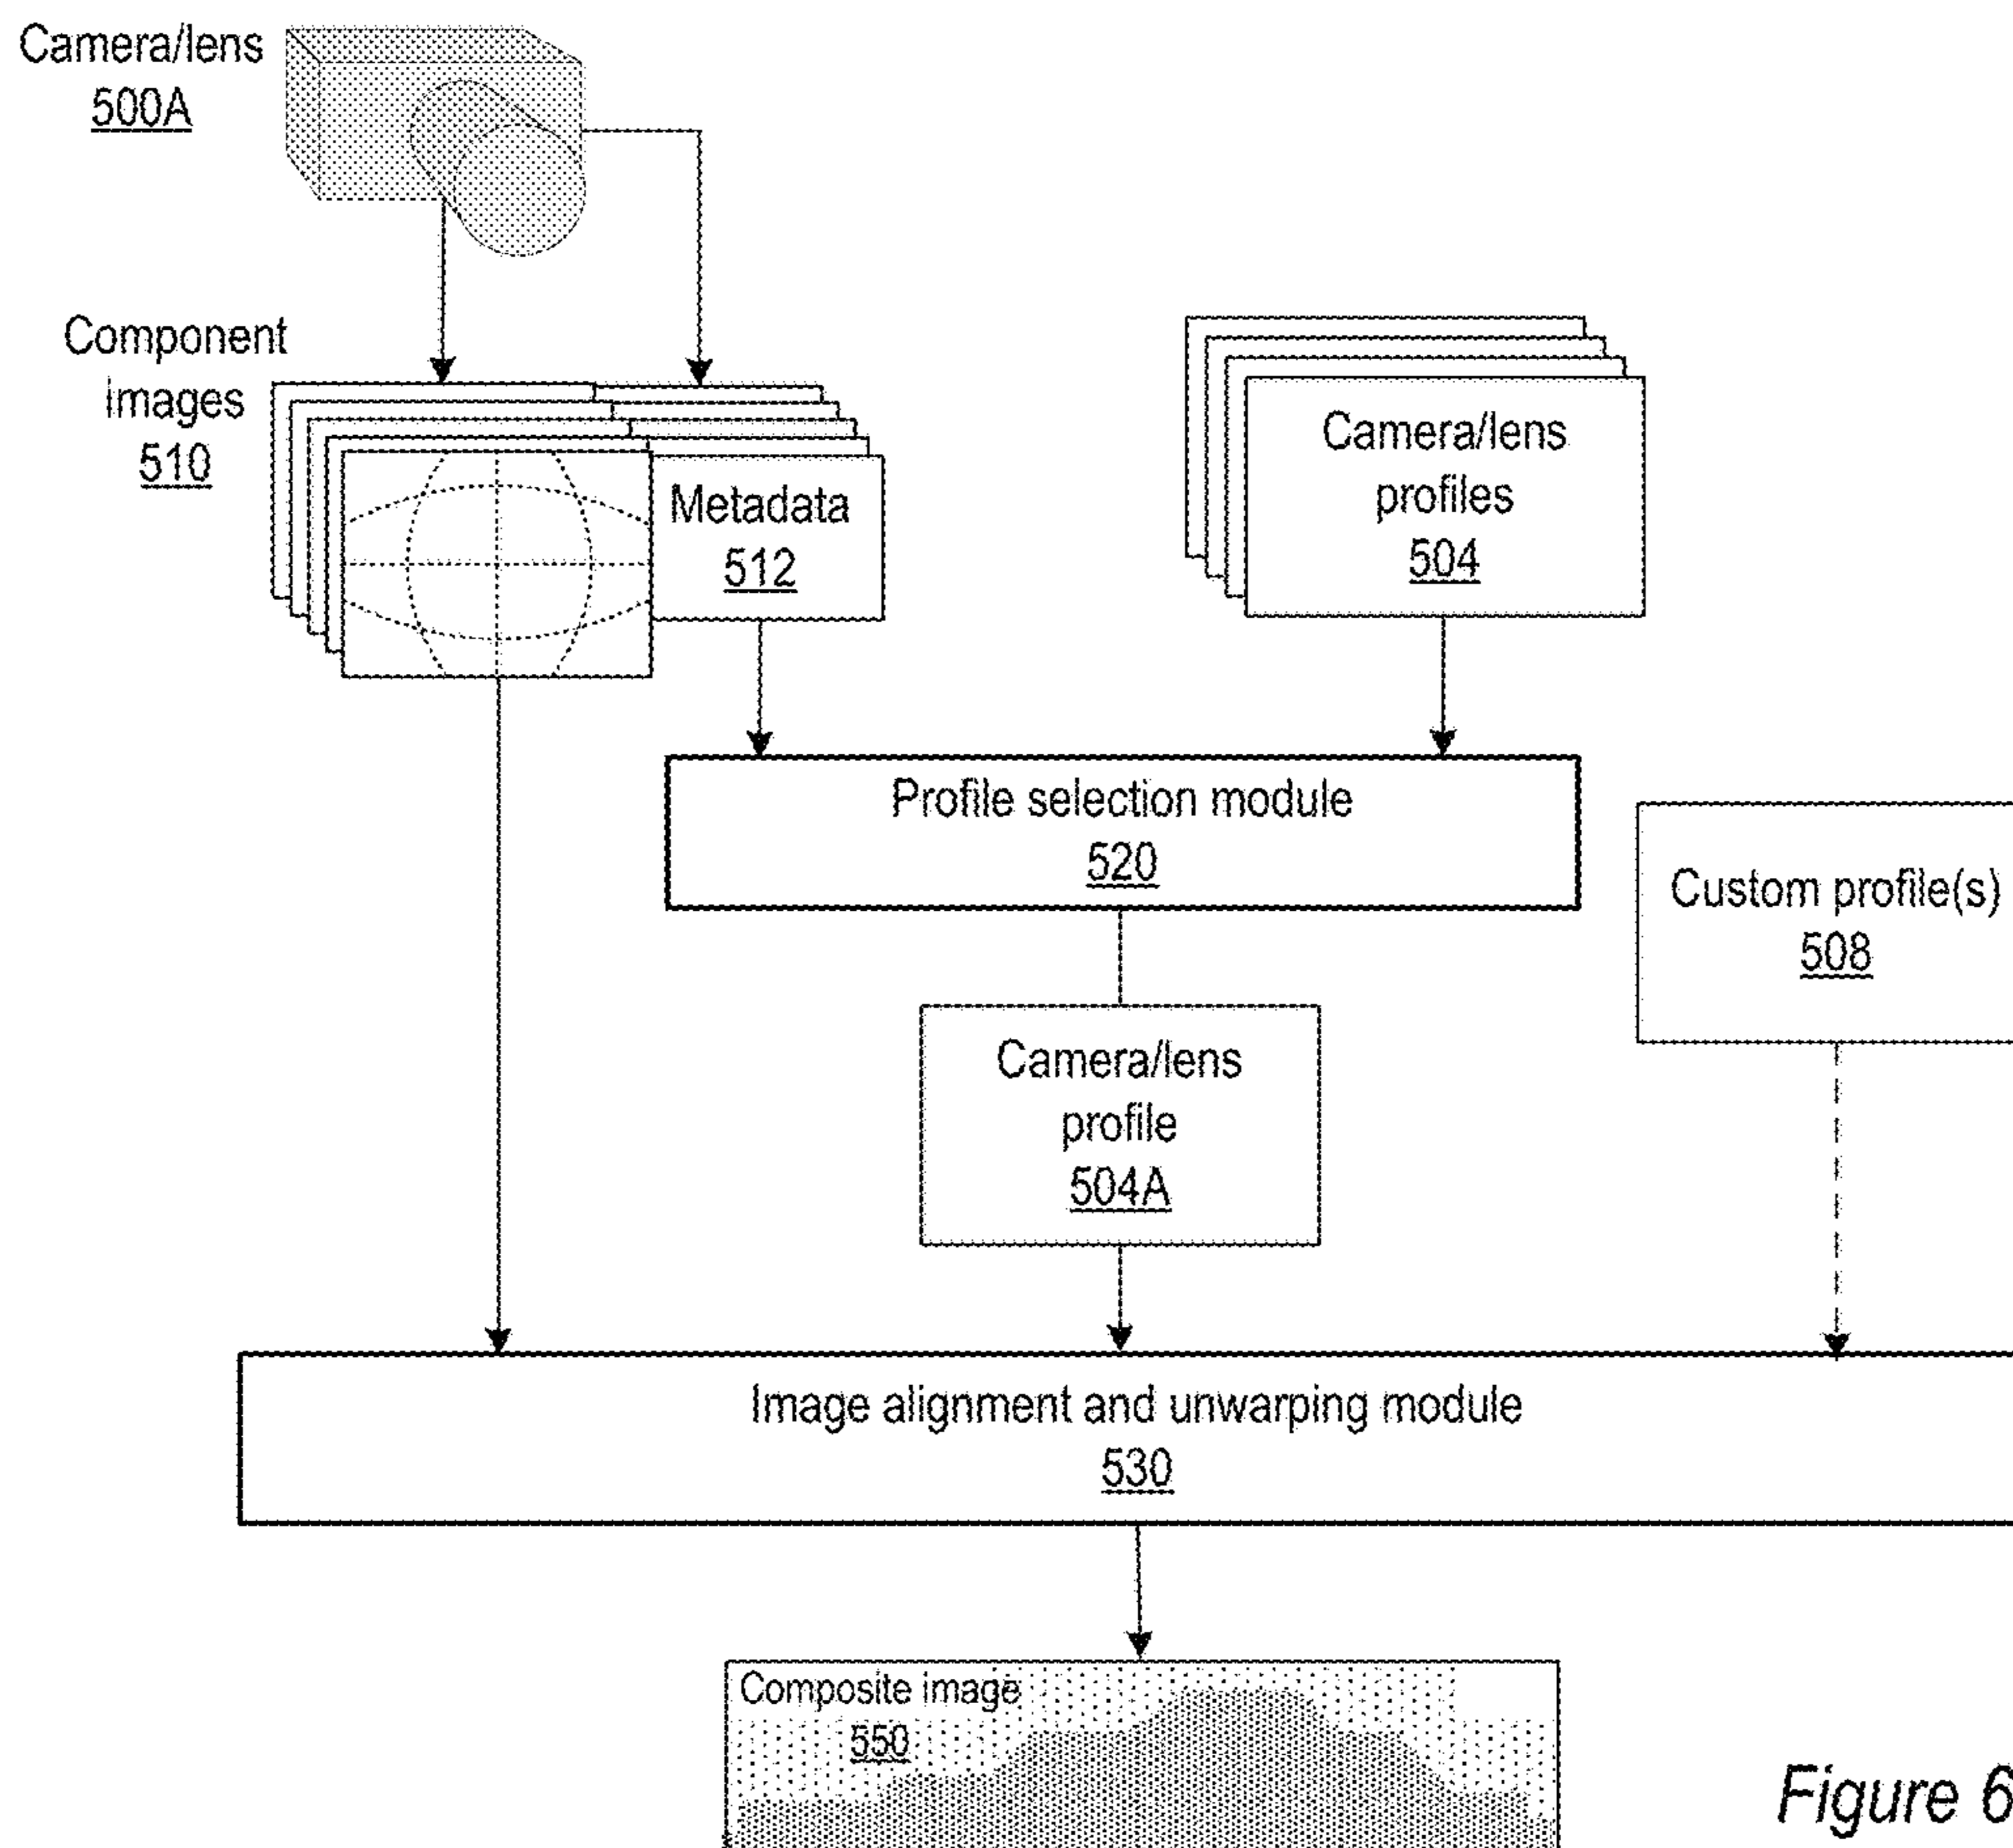 Camera/lens
500A
Component
images
510
Metadata
512
Camera/lens
profiles
504
Profile selection module
520
Custom profile(s)
508
Camera/lens
profile
504A
Image alignment and unwarping module
530
Composite image
550
Figure 6